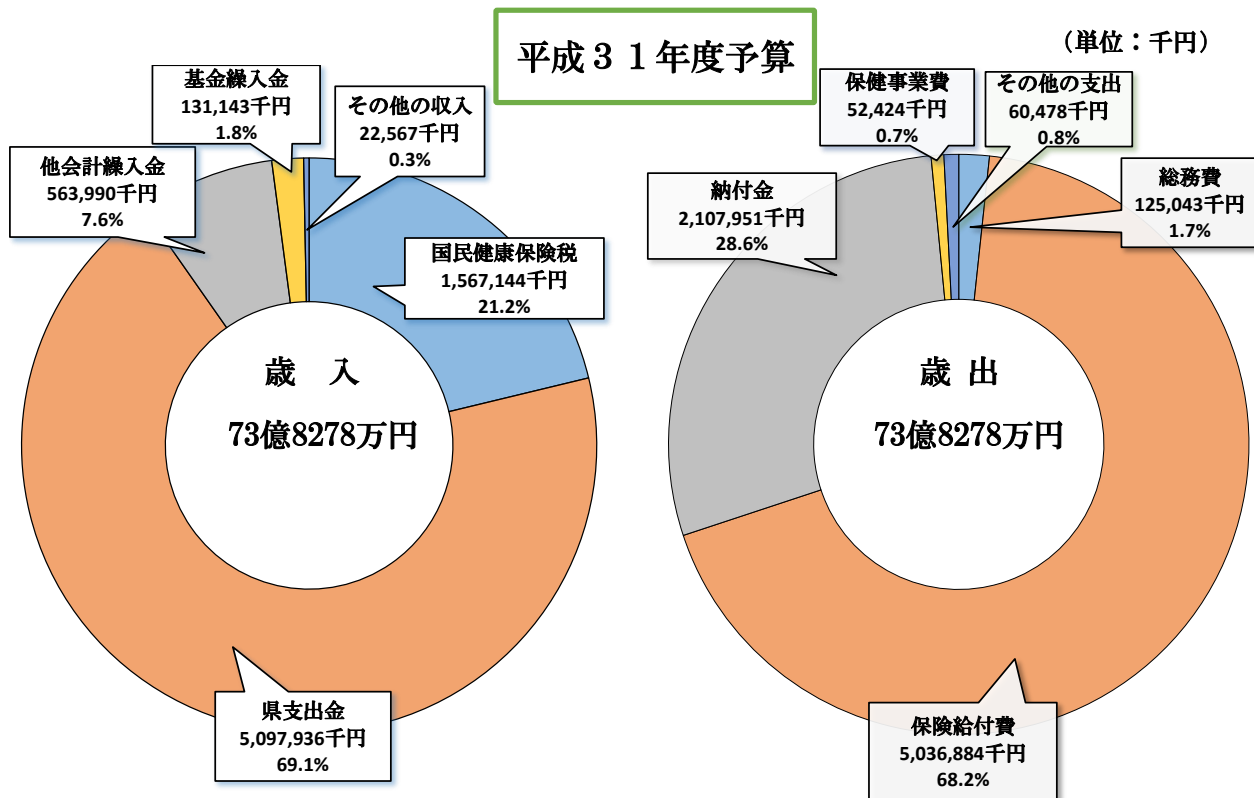 平成３１年度予算
（単位：千円）
基金繰入金
131,143千円
1.8%
その他の収入
22,567千円
0.3%
他会計繰入金
563,990千円
7.6%
国民健康保険税
1,567,144千円
21.2%
歳　入
73億8278万円
県支出金
5,097,936千円
69.1%
保健事業費
52,424千円
0.7%
その他の支出
60,478千円
0.8%
総務費
125,043千円
1.7%
納付金
2,107,951千円
28.6%
歳 出
73億8278万円
保険給付費
5,036,884千円
68.2%